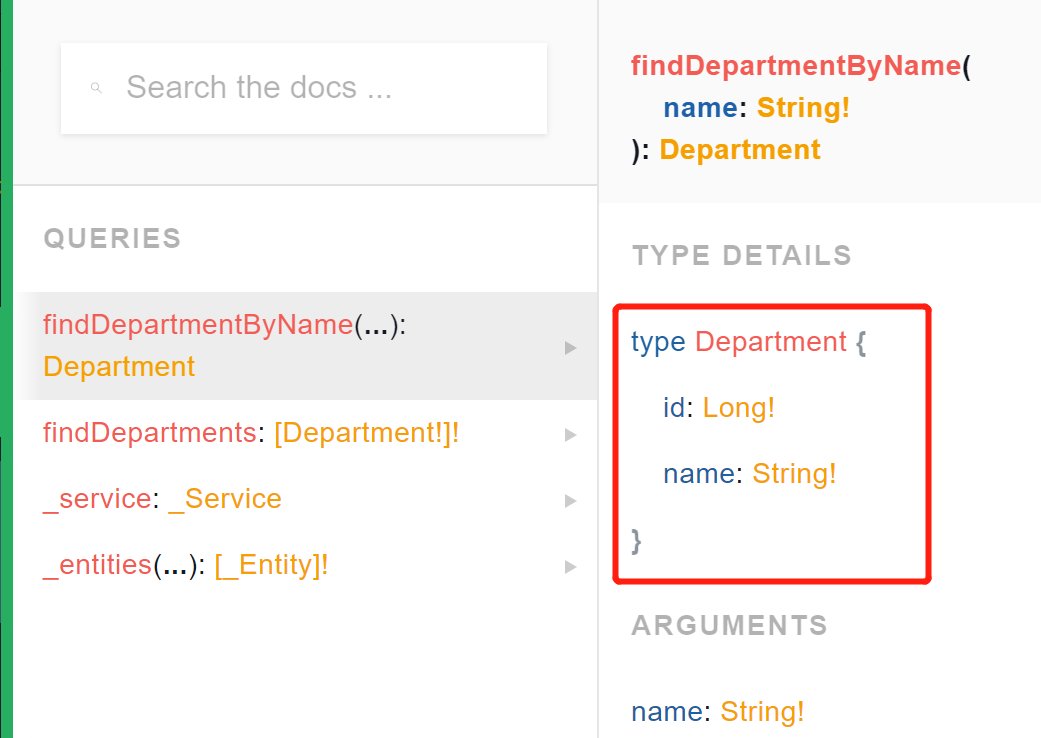 Search the docs ...
QUERIES
findDepartmentByName(...):
Department
findDepartments: [Department!]!
_service: _Service
_entities(...): [_Entity]!
findDepartmentByName(
name: String!
): Department
TYPE DETAILS
type Department {
id: Long!
name: String!
}
ARGUMENTS
name: String!